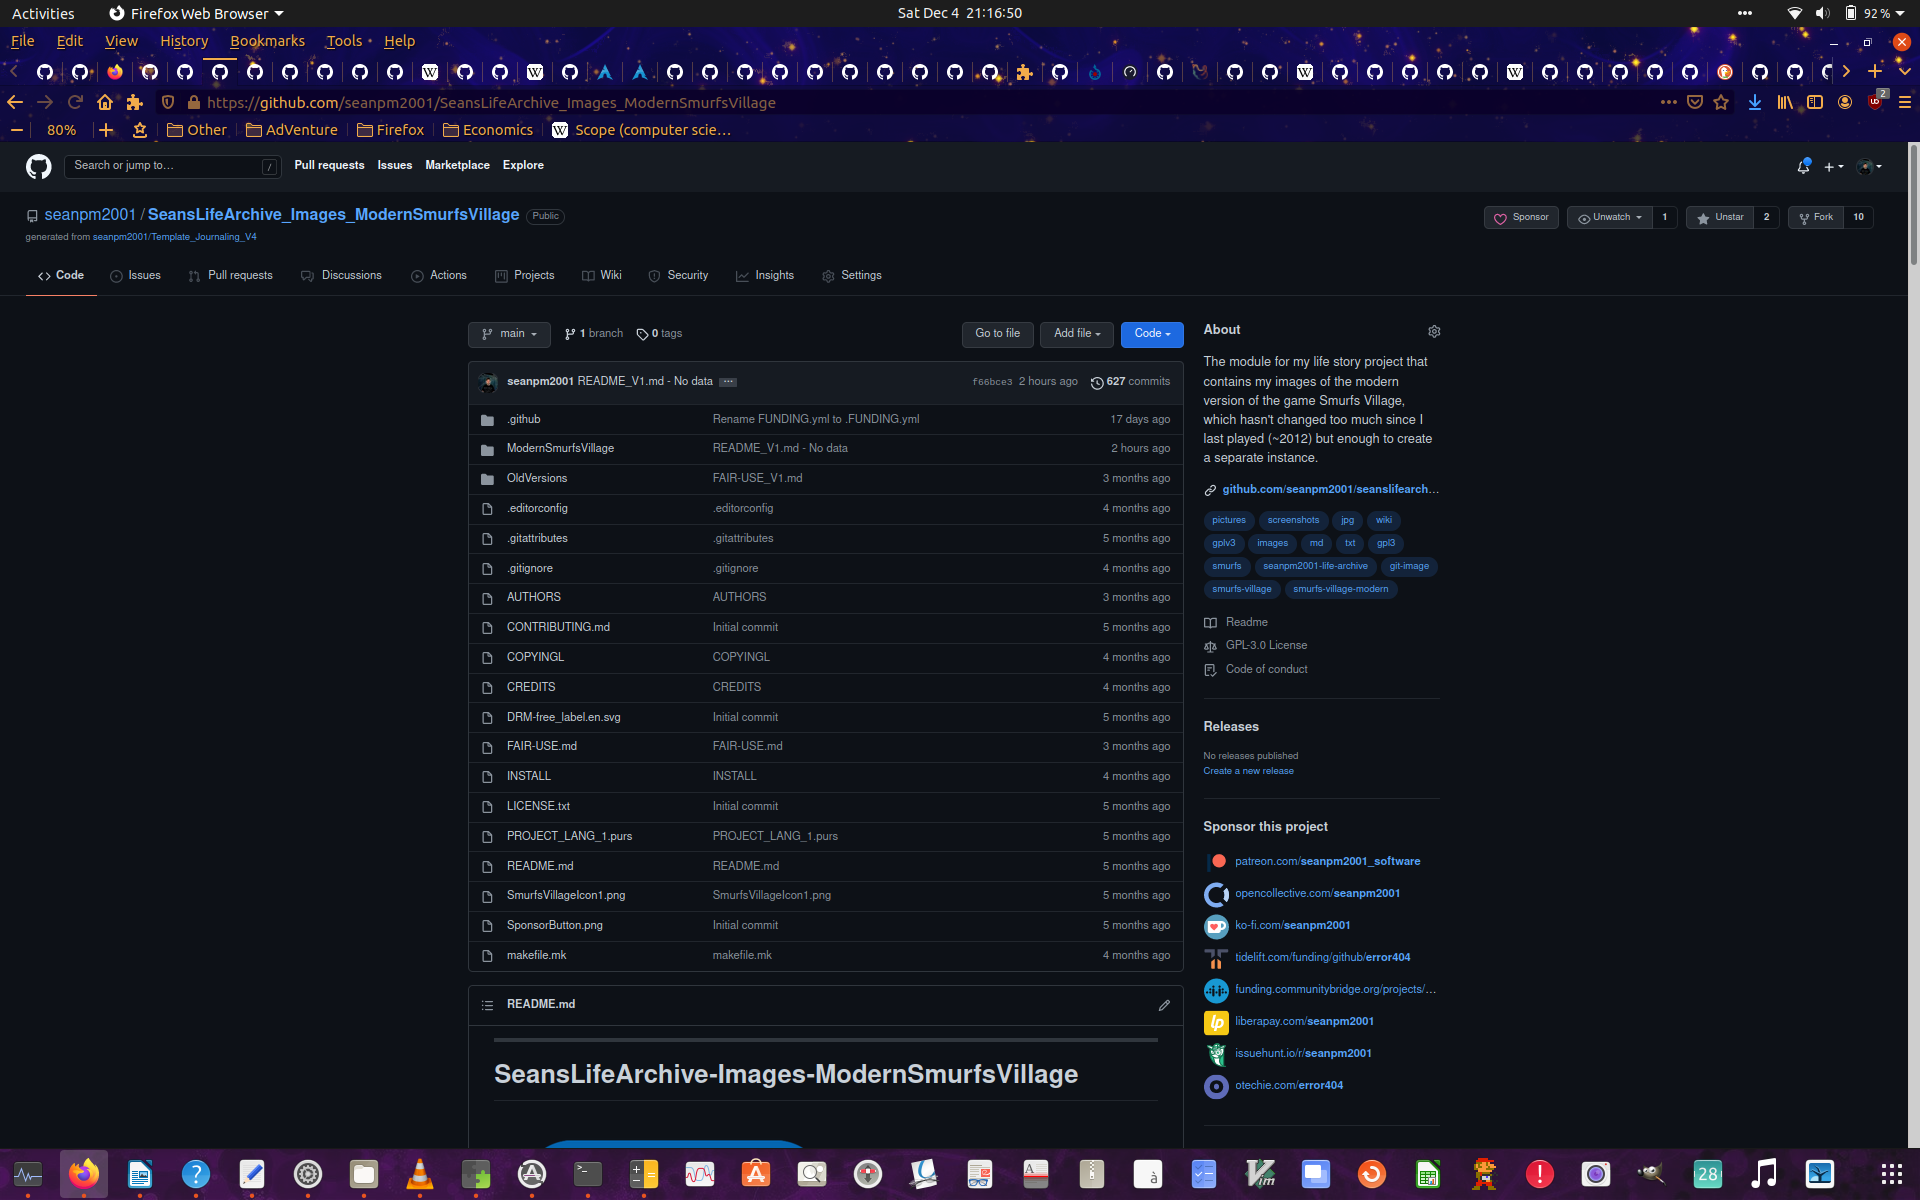 Activities Firefox Web Browser Sat Dec 4 21:16:50 92 %
File Edit View History Bookmarks Tools Help
https://github.com/seanpm2001/SeansLifeArchive_Images_ModernSmurfsVillage 2
80% Other AdVenture Firefox Economics Scope (computer scie…
Search or jump to… / Pull requests Issues Marketplace Explore
seanpm2001 / SeansLifeArchive_Images_ModernSmurfsVillage Public
Sponsor Unwatch 1 Unstar 2 Fork 10
generated from seanpm2001/Template_Journaling_V4
Code Issues Pull requests Discussions Actions Projects Wiki Security Insights Settings
main 1 branch 0 tags Go to file Add file Code
seanpm2001 README_V1.md - No data ... f66bce3 2 hours ago 627 commits
.github Rename FUNDING.yml to .FUNDING.yml 17 days ago
ModernSmurfsVillage README_V1.md - No data 2 hours ago
OldVersions FAIR-USE_V1.md 3 months ago
.editorconfig .editorconfig 4 months ago
.gitattributes .gitattributes 5 months ago
.gitignore .gitignore 4 months ago
AUTHORS AUTHORS 3 months ago
CONTRIBUTING.md Initial commit 5 months ago
COPYINGL COPYINGL 4 months ago
CREDITS CREDITS 4 months ago
DRM-free_label.en.svg Initial commit 5 months ago
FAIR-USE.md FAIR-USE.md 3 months ago
INSTALL INSTALL 4 months ago
LICENSE.txt Initial commit 5 months ago
PROJECT_LANG_1.purs PROJECT_LANG_1.purs 5 months ago
README.md README.md 5 months ago
SmurfsVillageIcon1.png SmurfsVillageIcon1.png 5 months ago
SponsorButton.png Initial commit 5 months ago
makefile.mk makefile.mk 4 months ago
README.md
SeansLifeArchive-Images-ModernSmurfsVillage
About
The module for my life story project that
contains my images of the modern
version of the game Smurfs Village,
which hasn't changed too much since I
last played (~2012) but enough to create
a separate instance.
github.com/seanpm2001/seanslifearch…
pictures screenshots jpg wiki
gplv3 images md txt gpl3
smurfs seanpm2001-life-archive git-image
smurfs-village smurfs-village-modern
Readme
GPL-3.0 License
Code of conduct
Releases
No releases published
Create a new release
Sponsor this project
patreon.com/seanpm2001_software
opencollective.com/seanpm2001
ko-fi.com/seanpm2001
tidelift.com/funding/github/error404
funding.communitybridge.org/projects/…
lp liberapay.com/seanpm2001
issuehunt.io/r/seanpm2001
otechie.com/error404
28